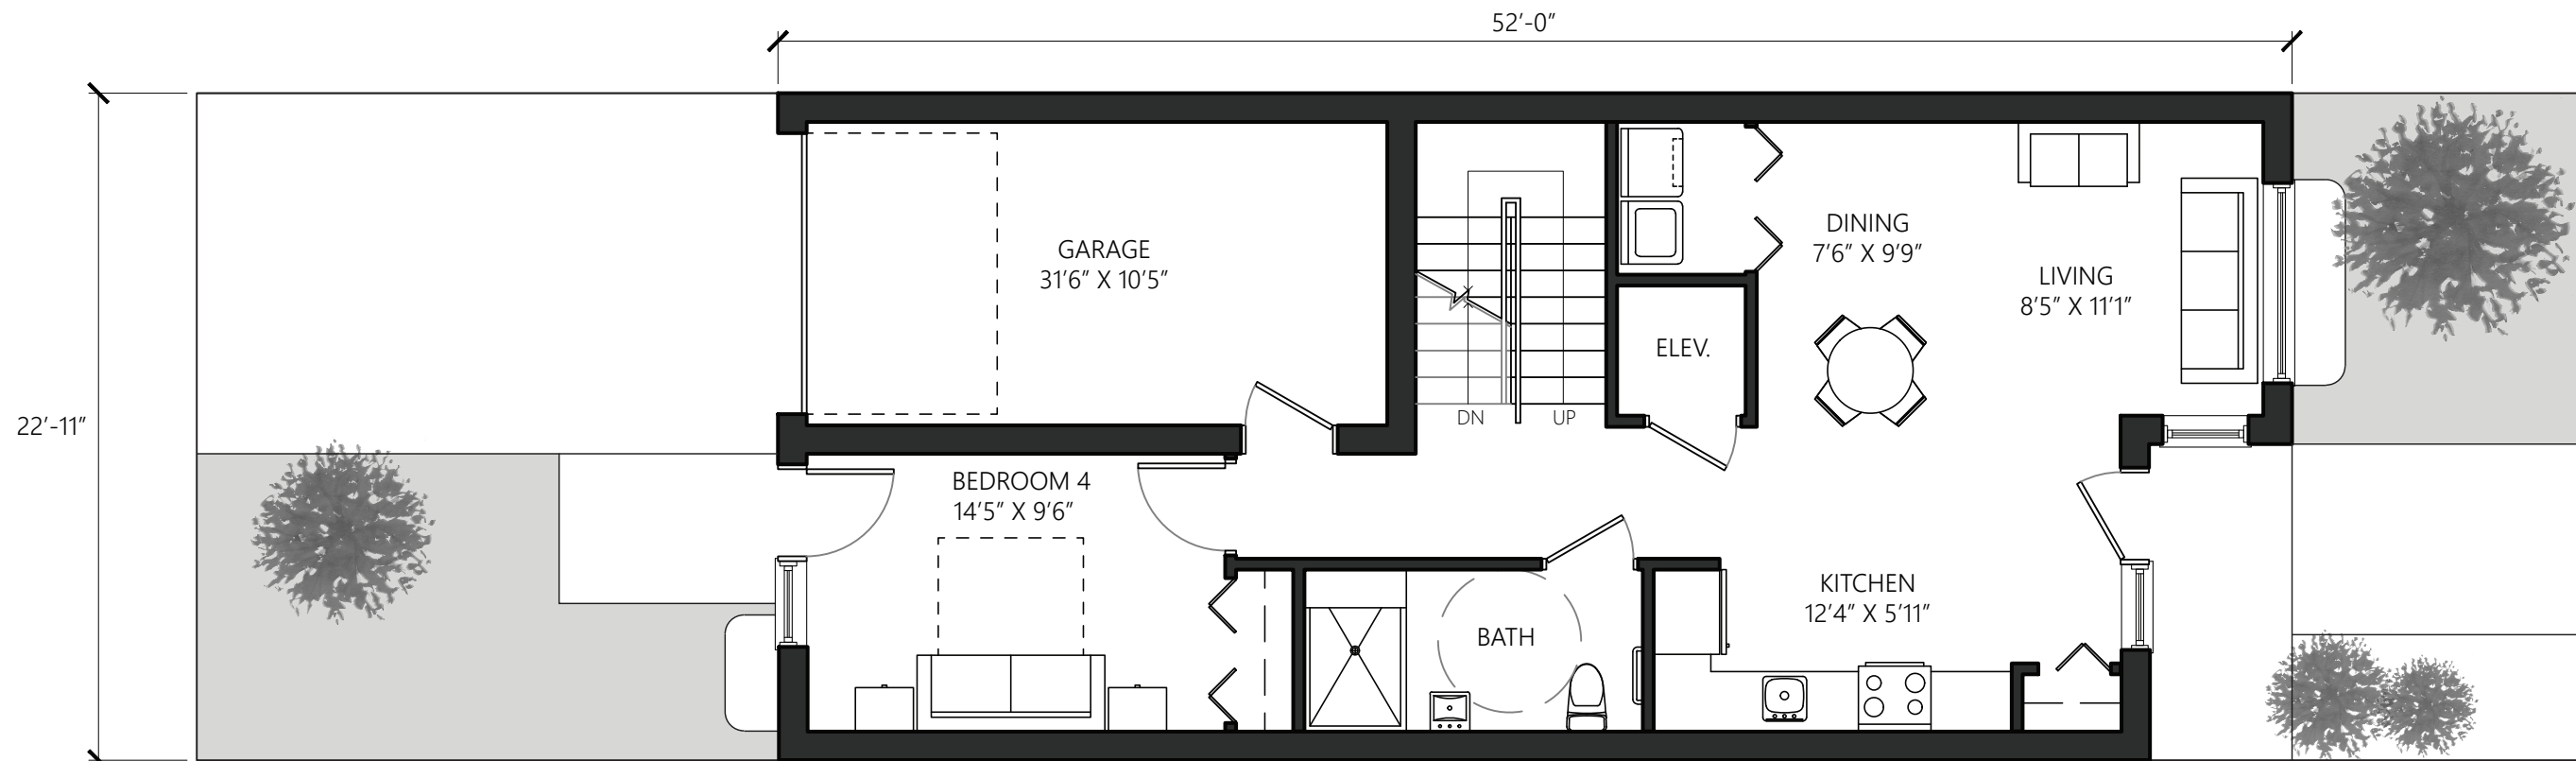 52'-0"
22'-11"
GARAGE
31'6" X 10'5"
DN
UP
ELEV.
DINING
7'6" X 9'9"
LIVING
8'5" X 11'1"
BEDROOM 4
14'5" X 9'6"
BATH
KITCHEN
12'4" X 5'11"